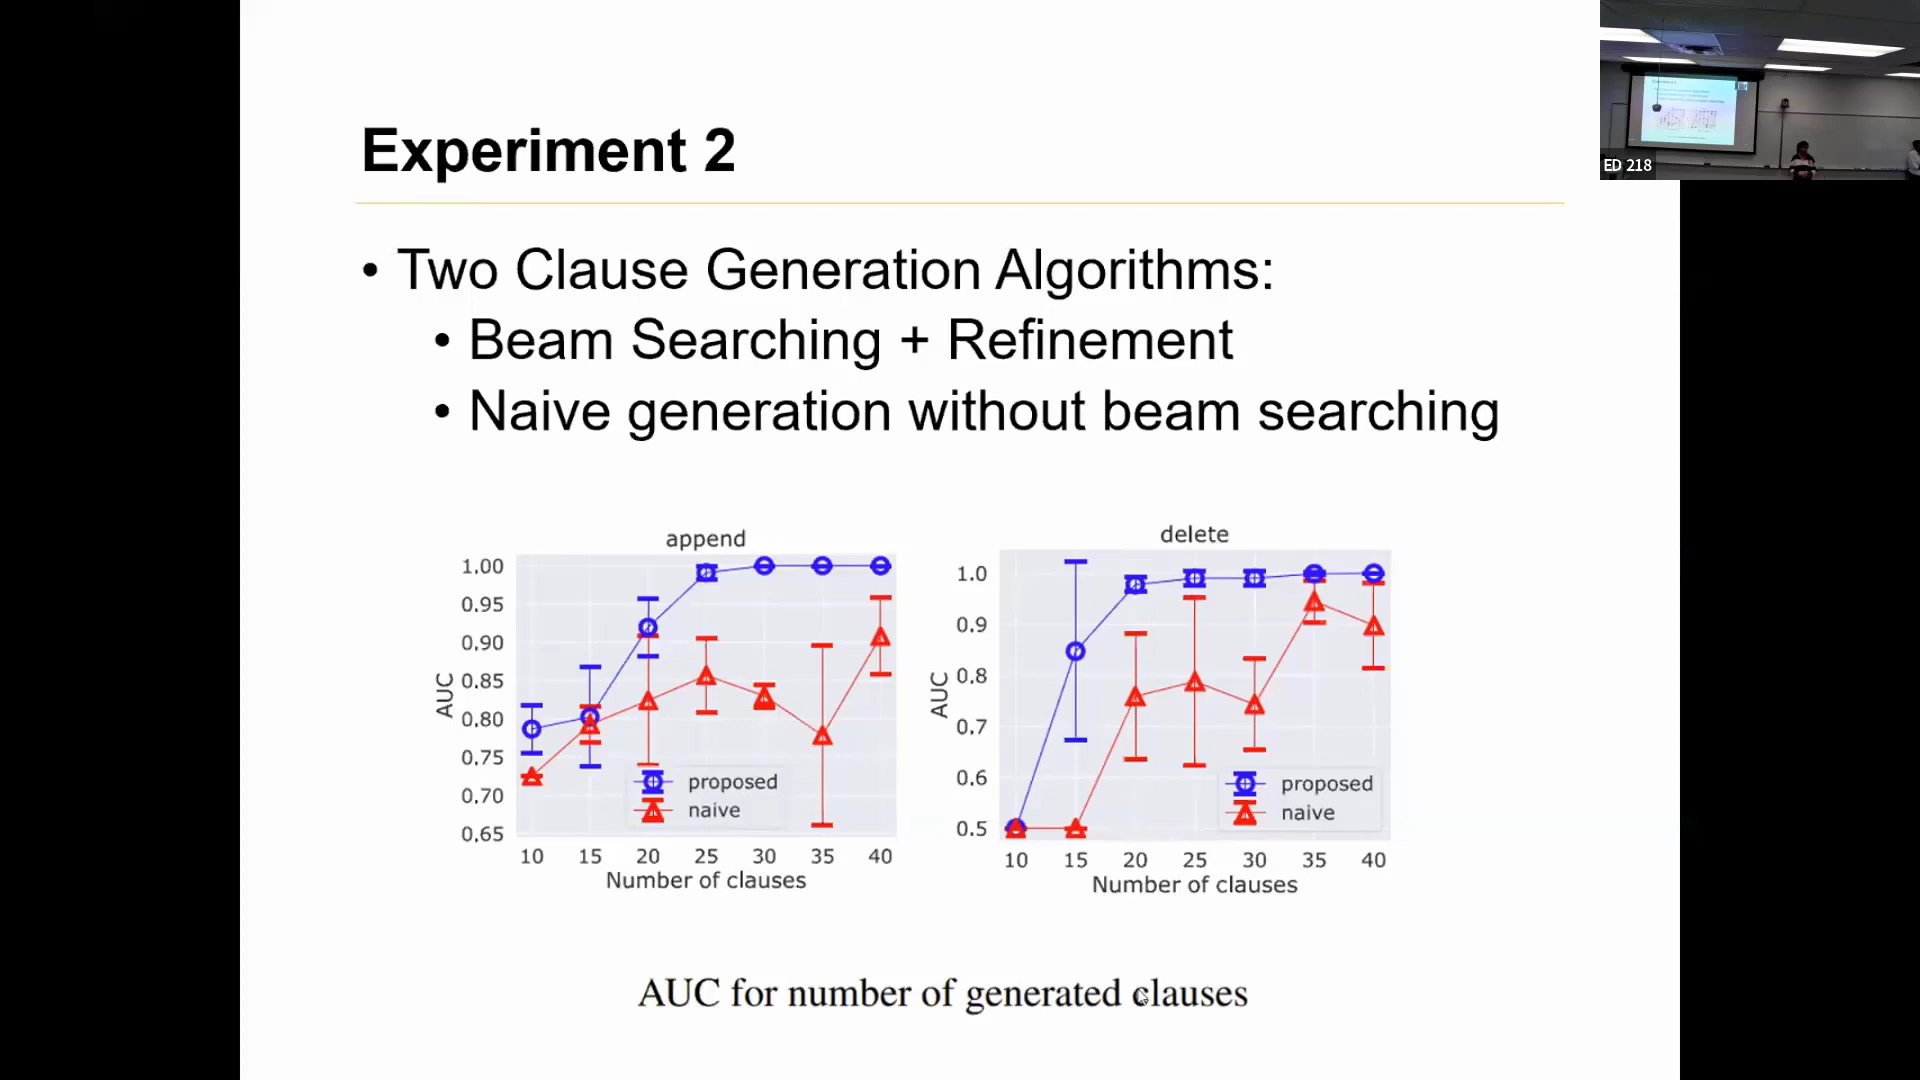 Experiment 2
ED 218
• Two Clause Generation Algorithms:
• Beam Searching + Refinement
• Naive generation without beam searching
append
1.00
0.95
0.90
0.85
0.80
0.75
0.70
0.65
AUC
proposed
naive
10 15 20 25 30 35 40
Number of clauses
delete
1.0
0.9
0.8
0.7
0.6
0.5
AUC
proposed
naive
10 15 20 25 30 35 40
Number of clauses
AUC for number of generated clauses